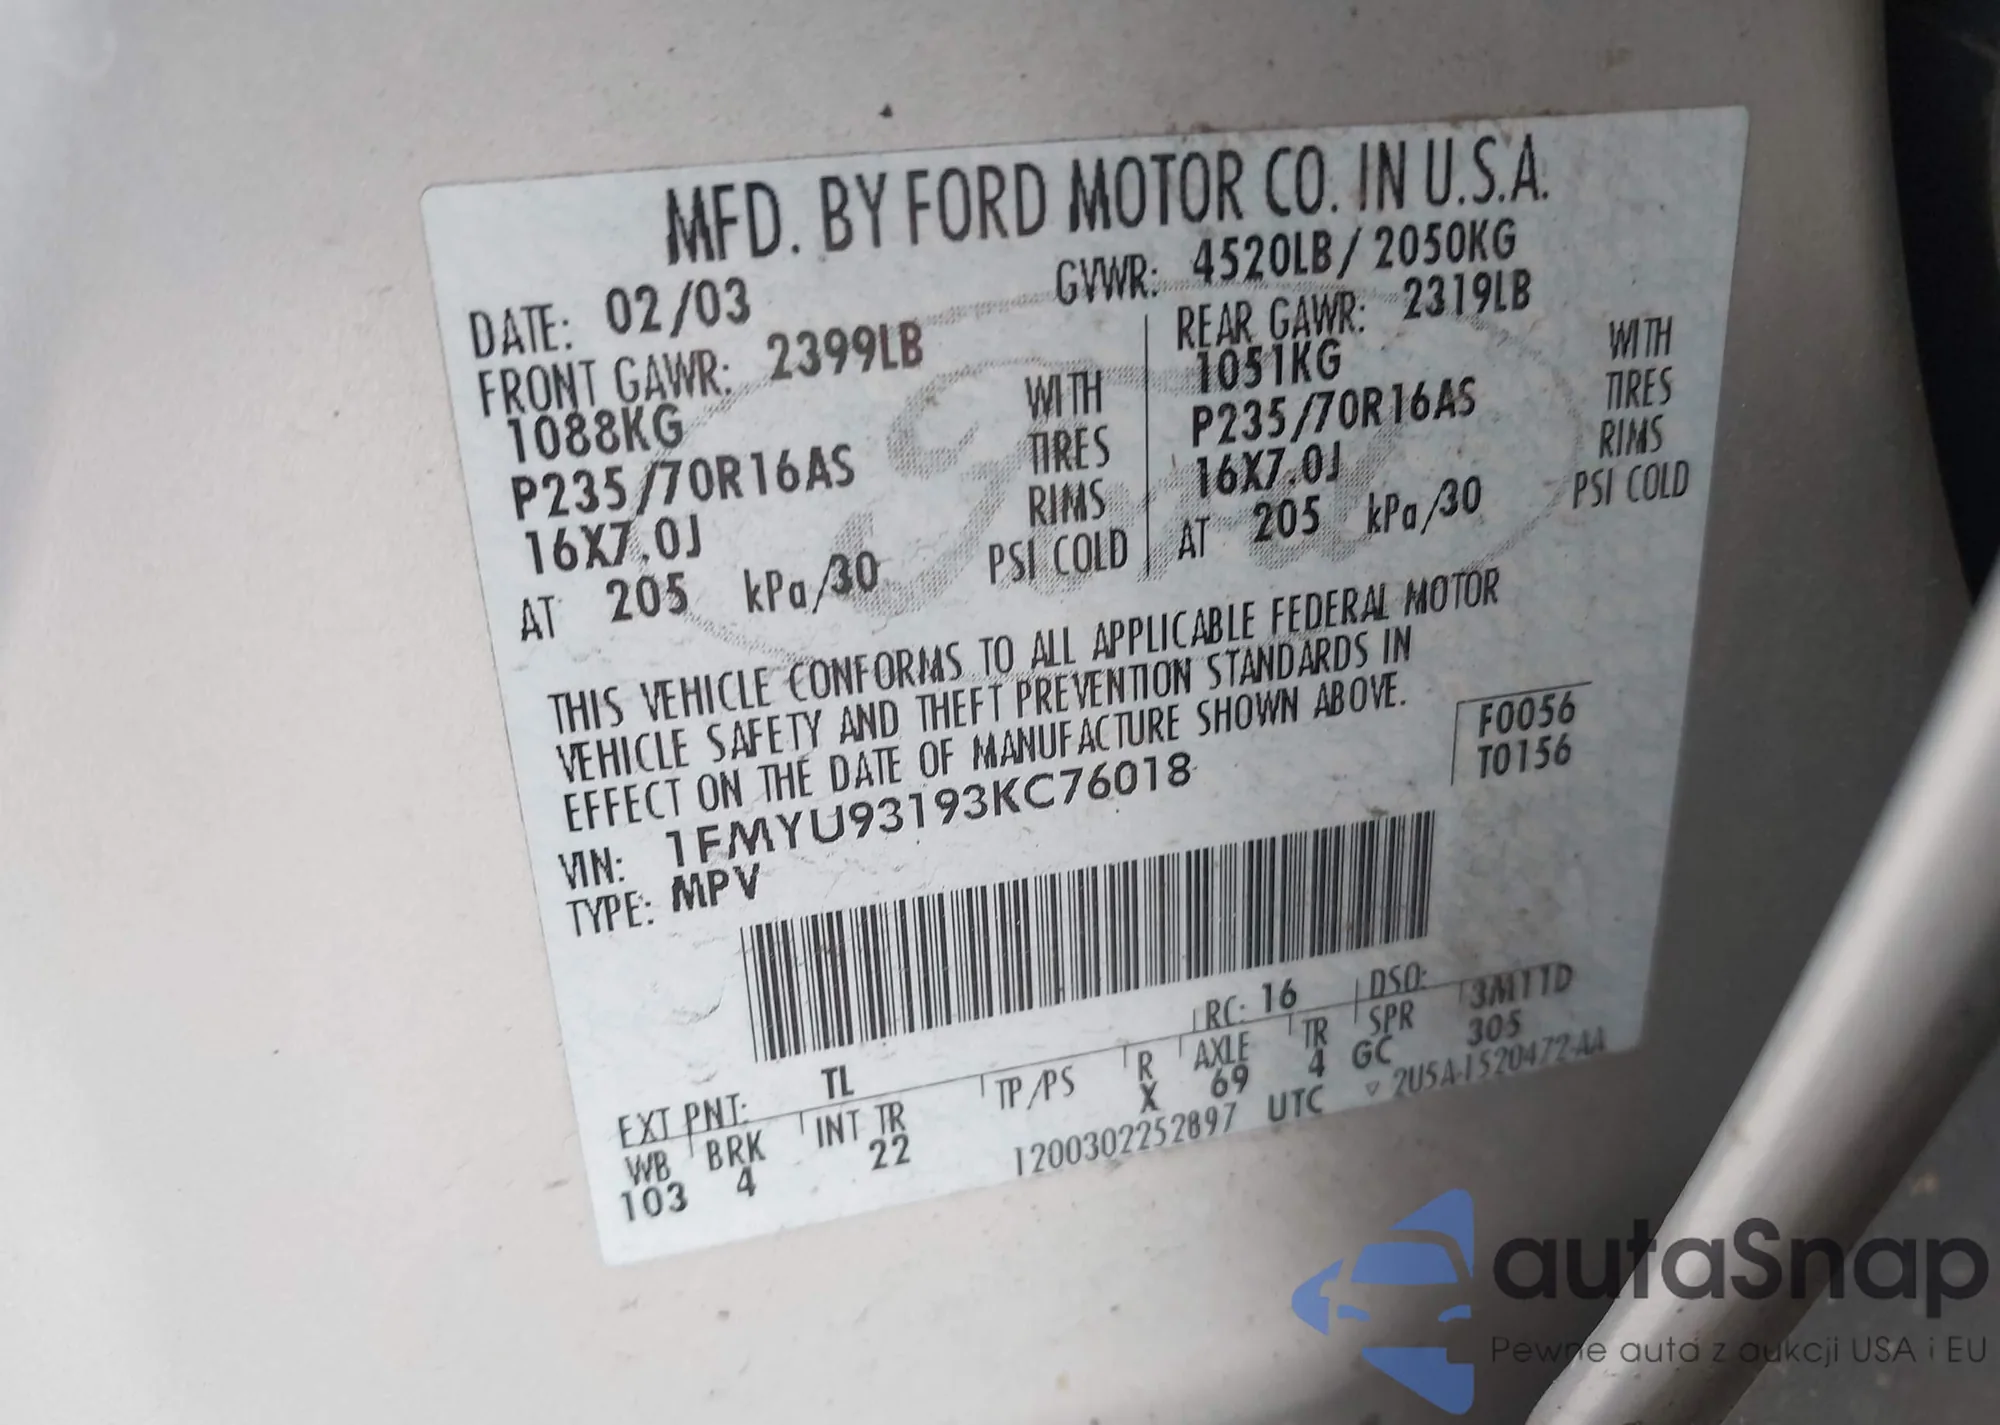 MFD. BY FORD MOTOR CO. IN U.S.A.
DATE: 02/03 GVWR: 4520LB / 2050KG
FRONT GAWR: 2399LB REAR GAWR: 2319LB
1088KG WITH 1051KG WITH
P235/70R16AS TIRES P235/70R16AS TIRES
16X7.0J RIMS 16X7.0J RIMS
AT 205 kPa/30 PSI COLD AT 205 kPa/30 PSI COLD
THIS VEHICLE CONFORMS TO ALL APPLICABLE FEDERAL MOTOR
VEHICLE SAFETY AND THEFT PREVENTION STANDARDS IN
EFFECT ON THE DATE OF MANUFACTURE SHOWN ABOVE.
F0056
T0156
VIN: 1FMYU93193KC76018
TYPE: MPV
EXT PNT: TL RC: 16 DSO:
WB BRK INT TR TP/PS R AXLE TR SPR
103 4 22 X 69 4 GC 305
1200302252897 UTC
autaSnap
Pewne auta z aukcji USA i EU